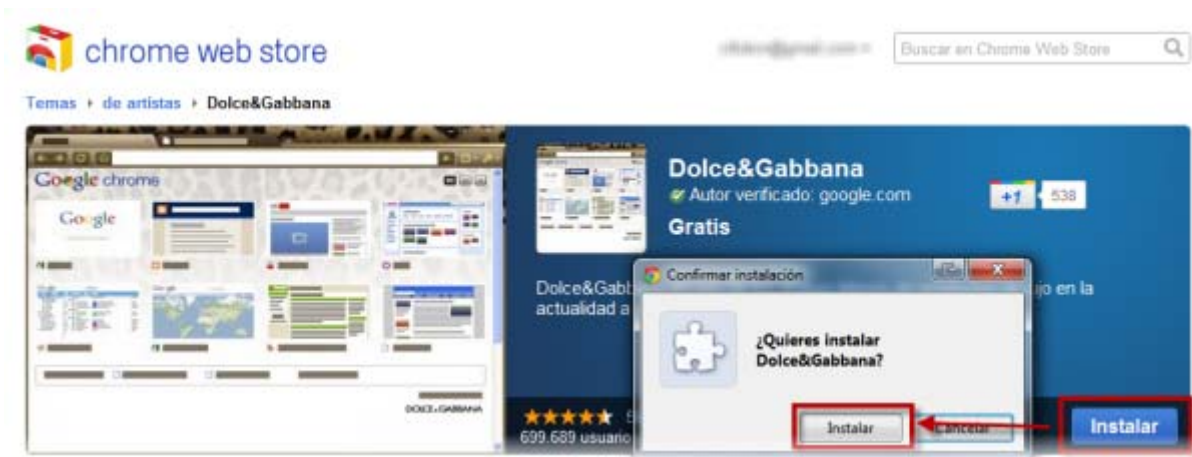 chrome web store
Buscar en Chrome Web Store
Temas › de artistas › Dolce&Gabbana
Google chrome
Google
DOLCE&GABBANA
Dolce&Gabbana
Autor verificado: google.com
+1 538
Gratis
Dolce&Gabb
jo en la
actualidad a
Confirmar instalación
¿Quieres instalar
Dolce&Gabbana?
Instalar
Cancelar
699.689 usuario
Instalar